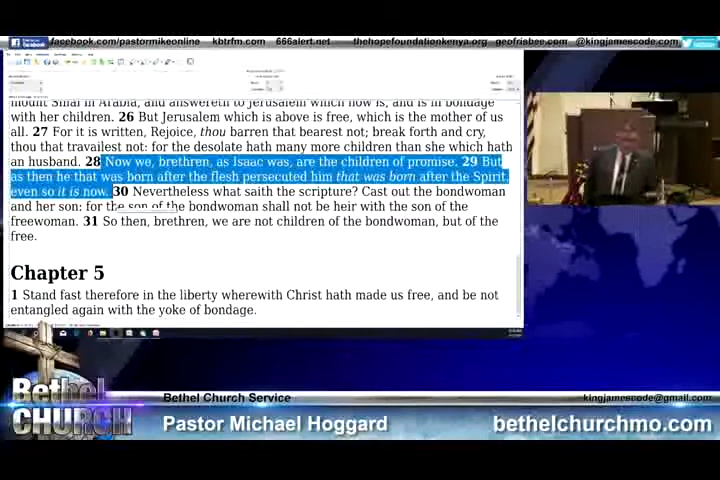 facebook.com/pastormikeonline kbtrfm.com 666alert.net thehopefoundationkenya.org geofrisbee.com @kingjamescode
mount Sinai in Arabia, and answereth to Jerusalem which now is, and is in bondage
with her children. 26 But Jerusalem which is above is free, which is the mother of us
all. 27 For it is written, Rejoice, thou barren that bearest not; break forth and cry,
thou that travailest not: for the desolate hath many more children than she which hath
an husband. 28 Now we, brethren, as Isaac was, are the children of promise. 29 But
as then he that was born after the flesh persecuted him that was born after the Spirit,
even so it is now. 30 Nevertheless what saith the scripture? Cast out the bondwoman
and her son: for the son of the bondwoman shall not be heir with the son of the
freewoman. 31 So then, brethren, we are not children of the bondwoman, but of the
free.
Chapter 5
1 Stand fast therefore in the liberty wherewith Christ hath made us free, and be not
entangled again with the yoke of bondage.
Bethel
CHURCH
Bethel Church Service kingjamescode@gmail.com
Pastor Michael Hoggard bethelchurchmo.com